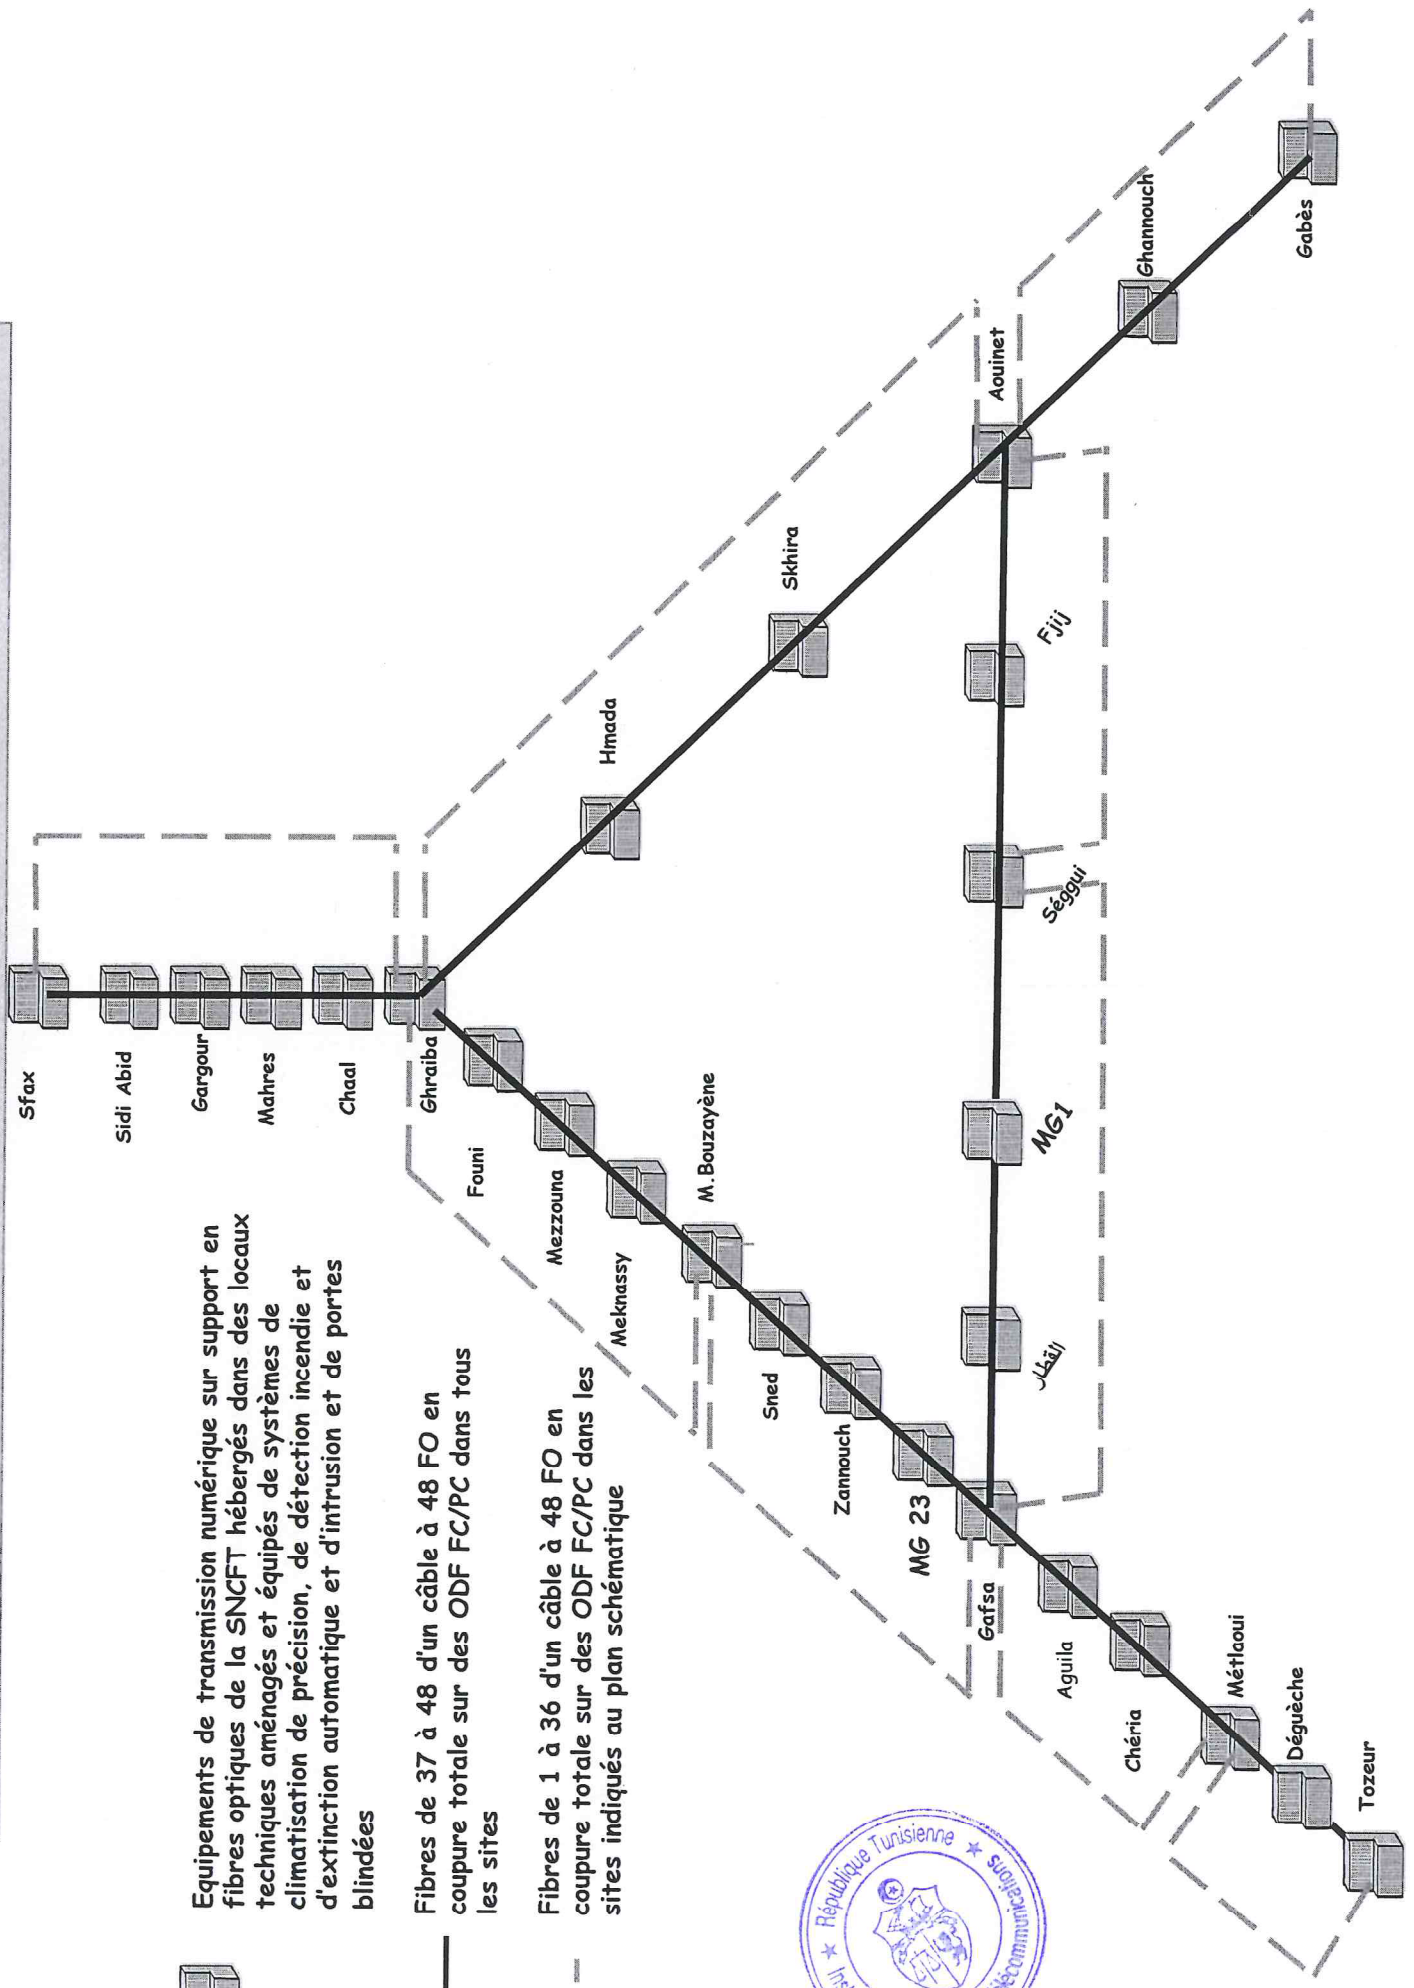 Equipements de transmission numérique sur support en
fibres optiques de la SNCFT hébergés dans des locaux
techniques aménagés et équipés de systèmes de
climatisation de précision, de détection incendie et
d'extinction automatique et d'intrusion et de portes
blindées
Fibres de 37 à 48 d'un câble à 48 FO en
coupure totale sur des ODF FC/PC dans tous
les sites
Fibres de 1 à 36 d'un câble à 48 FO en
coupure totale sur des ODF FC/PC dans les
sites indiqués au plan schématique
Sfax
Sidi Abid
Gargour
Mahres
Chaal
Ghraiba
Founi
Mezzouna
Meknassy
M.Bouzayène
Sned
Zannouch
MG 23
Gafsa
Aguila
Chéria
Métlaoui
Déguèche
Tozeur
Hmada
Skhira
Aouinet
Ghannouch
Gabès
Fjij
Séggui
MG1
القطار
République Tunisienne